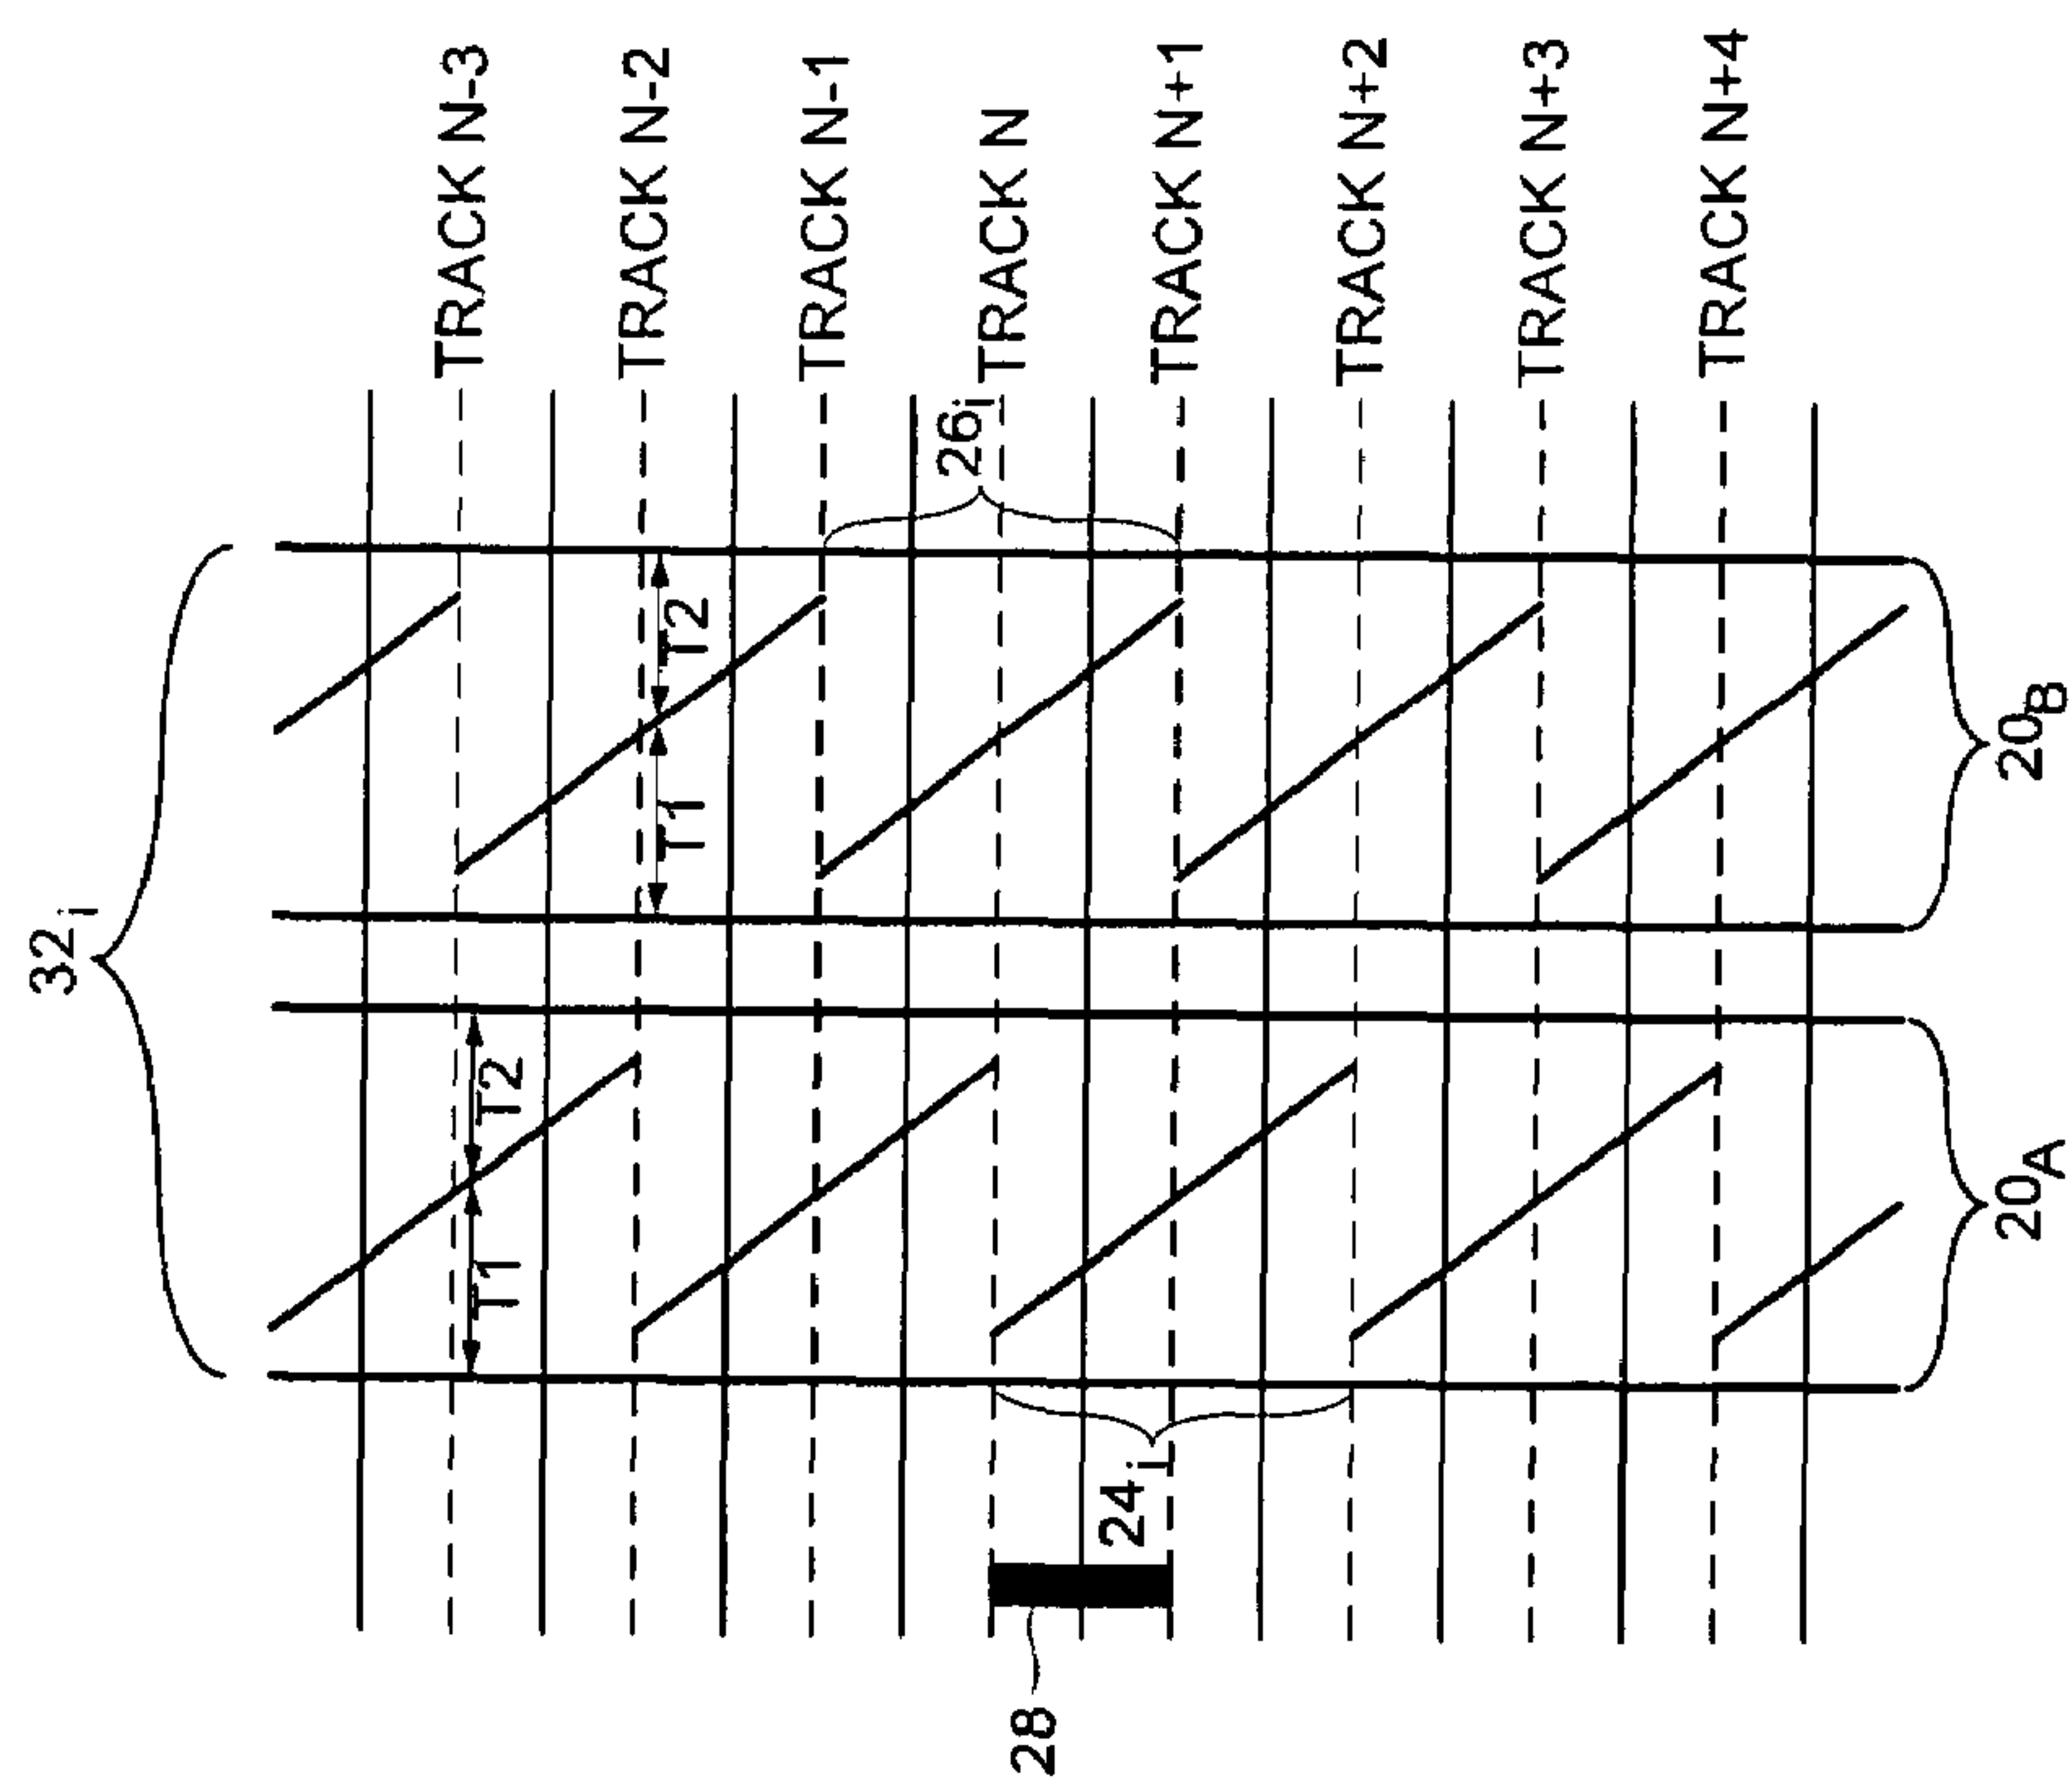 32i
TRACK N-3
TRACK N-2
TRACK N-1
TRACK N
TRACK N+1
TRACK N+2
TRACK N+3
TRACK N+4
26i
T2
T1
T2
T1
24i
28
20A
20B